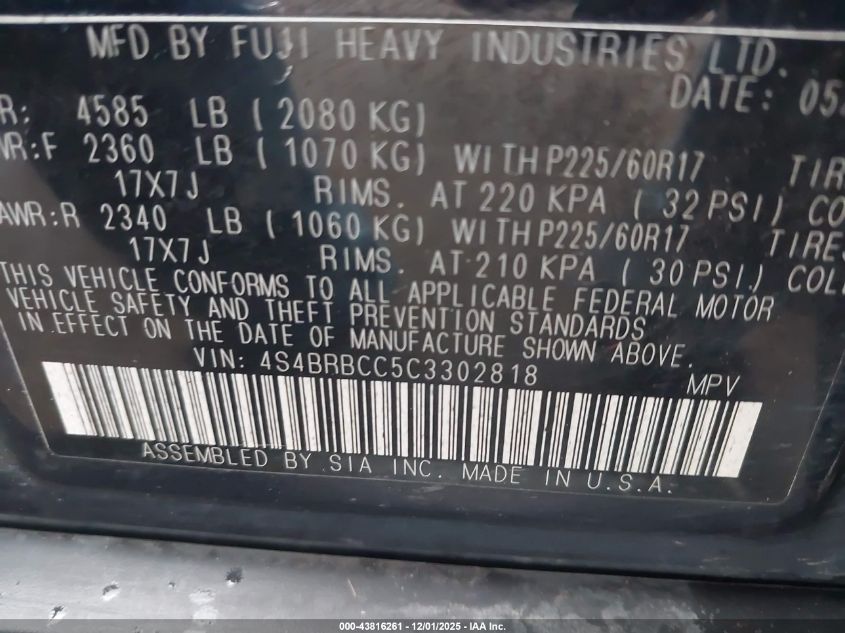 MFD BY FUJI HEAVY INDUSTRIES LTD.
DATE: 05
R: 4585 LB ( 2080 KG)
WR:F 2360 LB ( 1070 KG) WITH P225/60R17 TIRE
17X7J RIMS. AT 220 KPA ( 32 PSI) CO
AWR:R 2340 LB ( 1060 KG) WITH P225/60R17 TIRES
17X7J RIMS. AT 210 KPA ( 30 PSI) COL
THIS VEHICLE CONFORMS TO ALL APPLICABLE FEDERAL MOTOR
VEHICLE SAFETY AND THEFT PREVENTION STANDARDS
IN EFFECT ON THE DATE OF MANUFACTURE SHOWN ABOVE.
VIN: 4S4BRBCC5C3302818 MPV
ASSEMBLED BY SIA INC. MADE IN U.S.A.
000-43816261 - 12/01/2025 - IAA Inc.